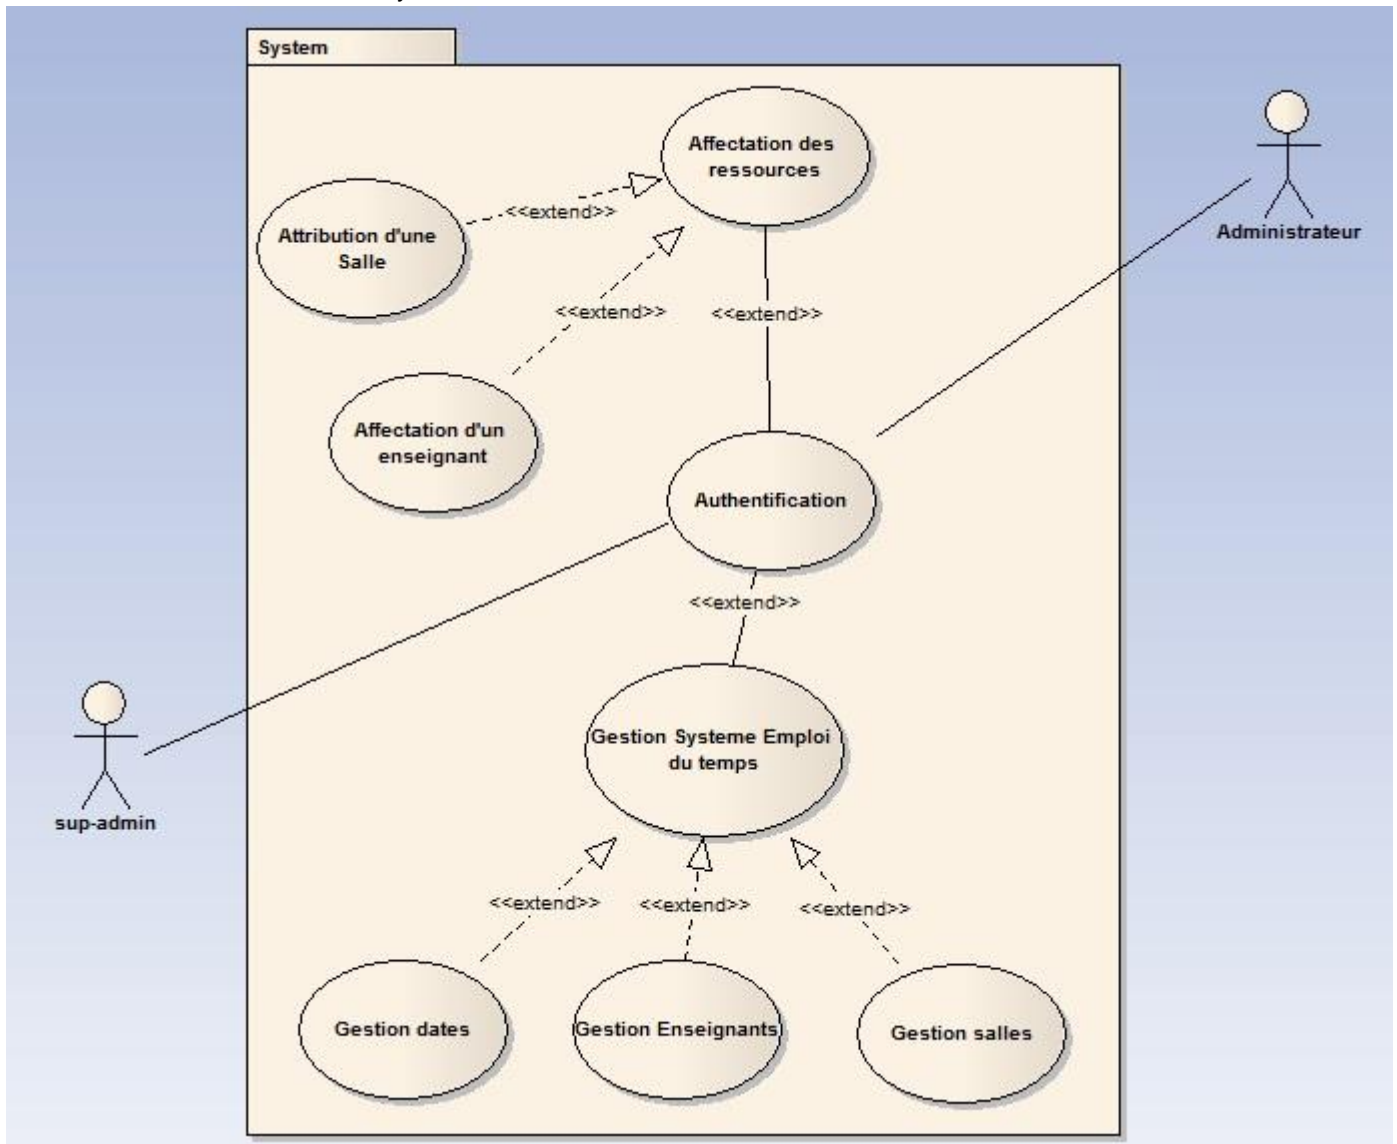 System
Affectation des
ressources
<<extend>>
Attribution d'une
Salle
Administrateur
<<extend>>
<<extend>>
Affectation d'un
enseignant
Authentification
<<extend>>
Gestion Systeme Emploi
du temps
sup-admin
<<extend>>
<<extend>>
<<extend>>
Gestion dates
Gestion Enseignants
Gestion salles